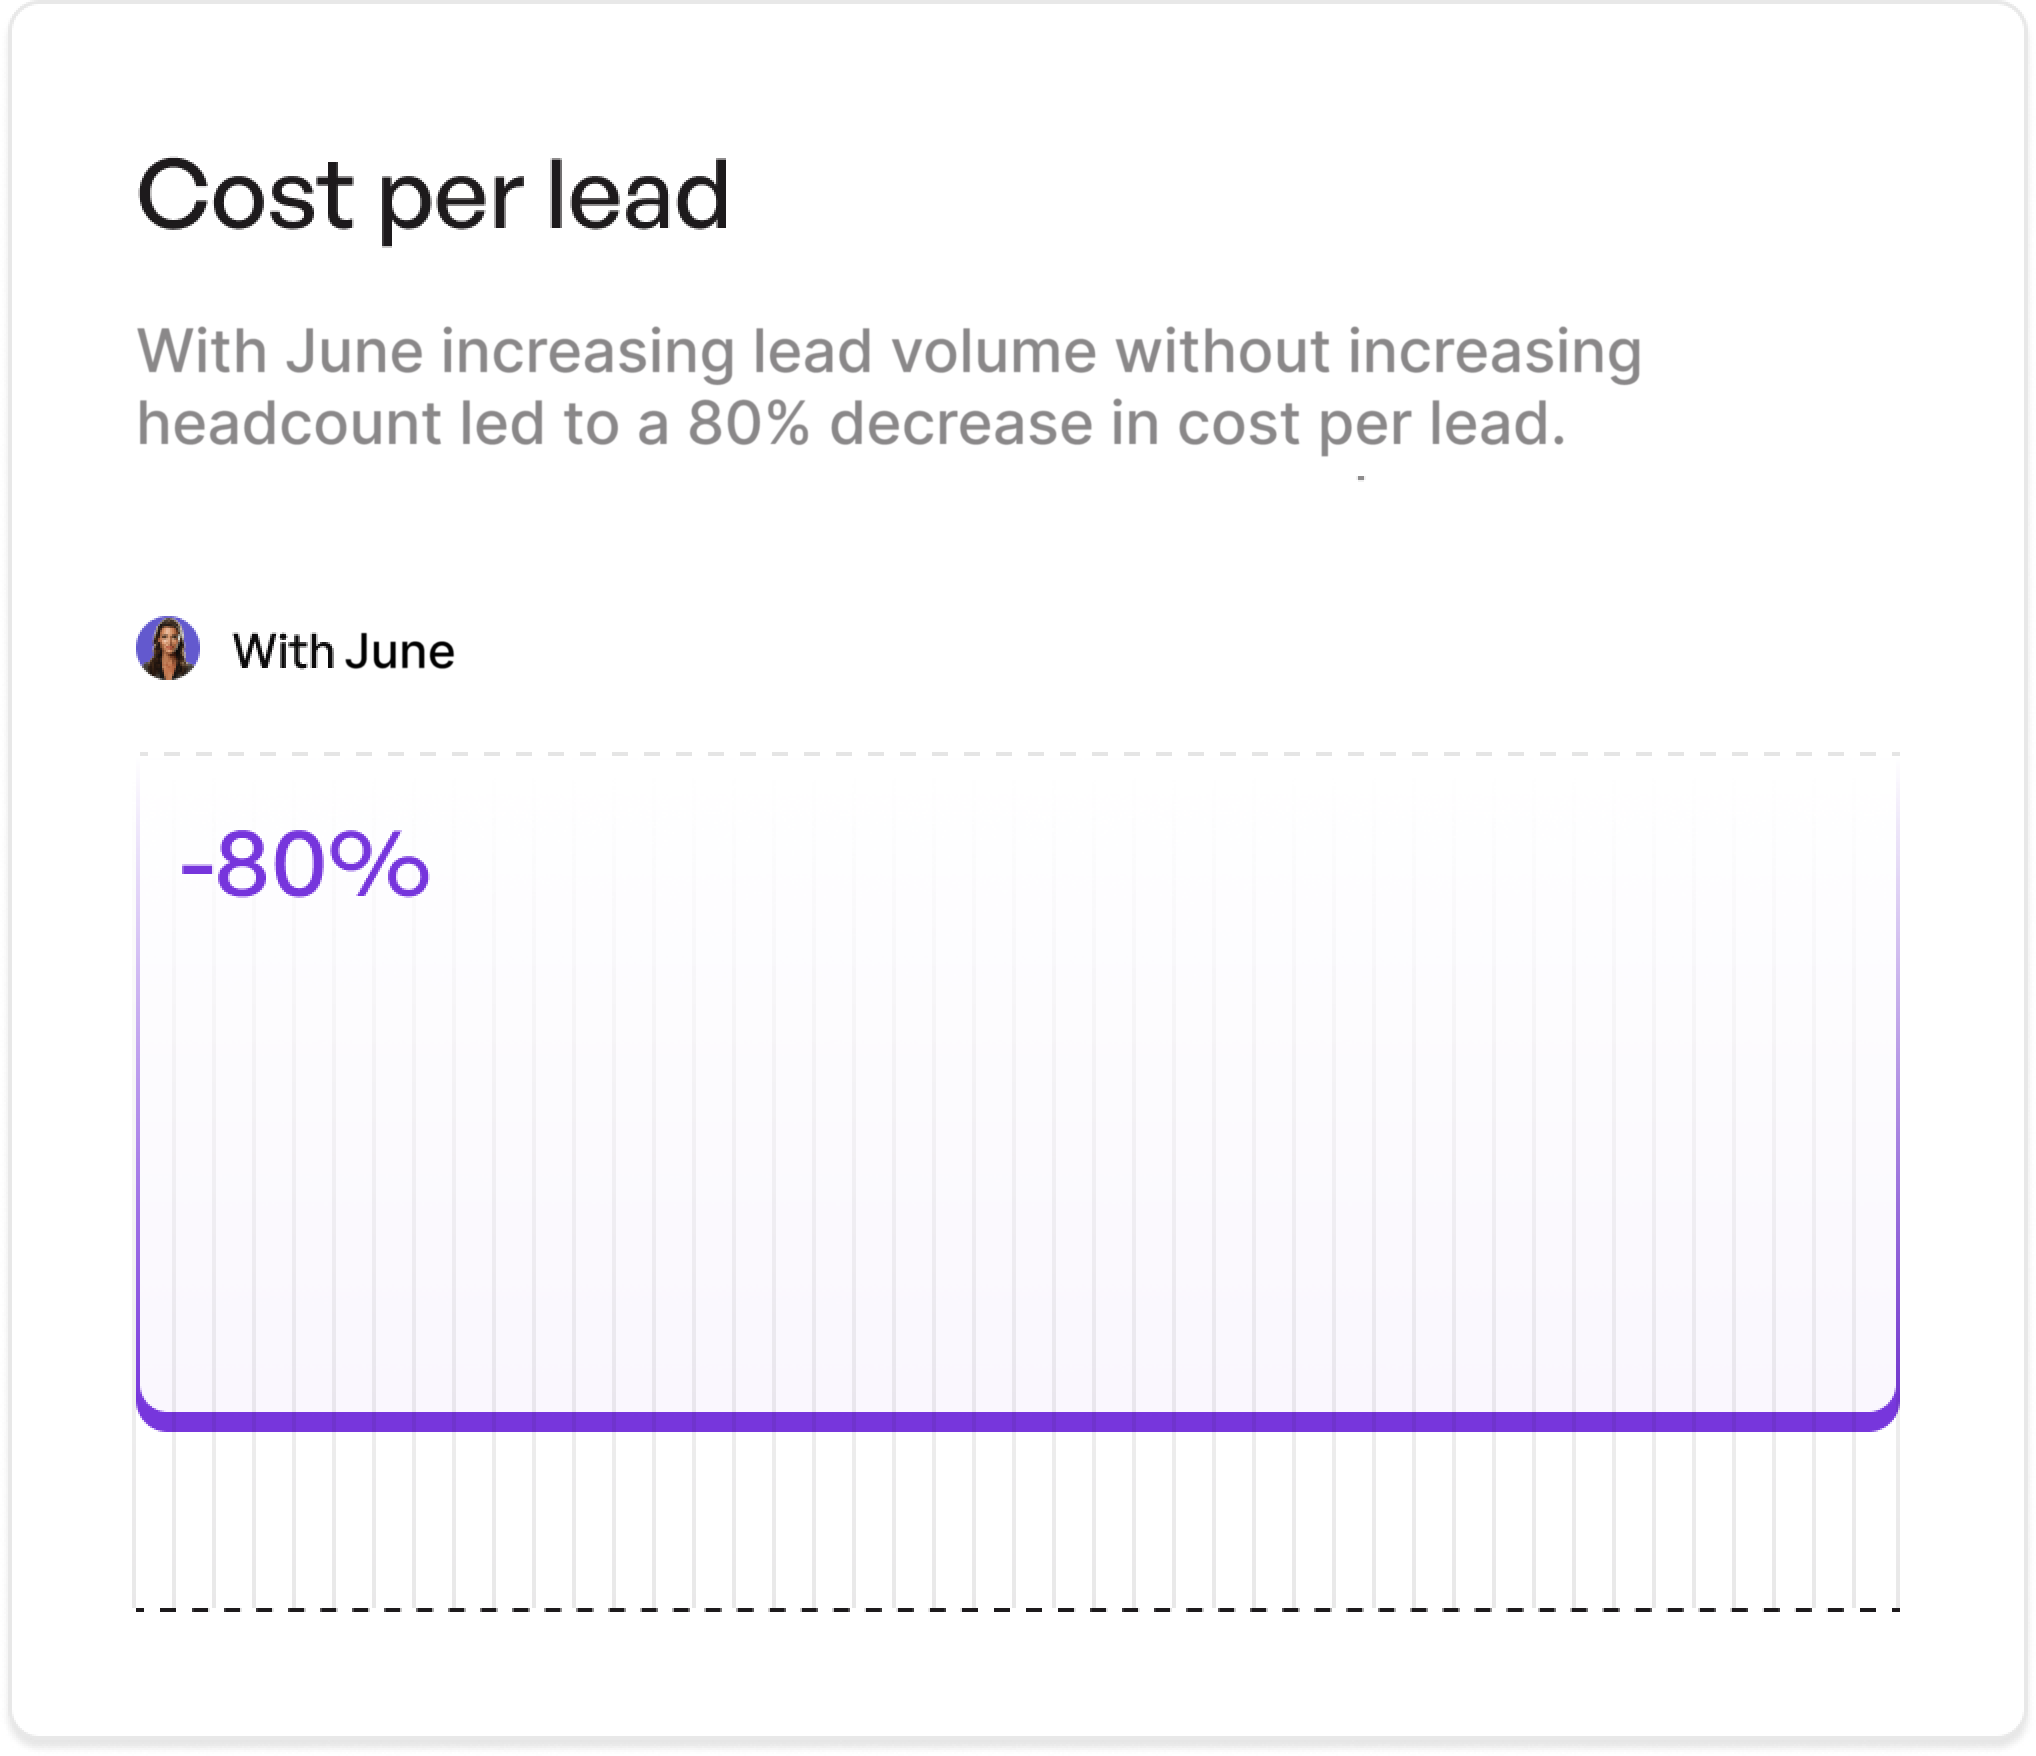 Cost per lead
With June increasing lead volume without increasing
headcount led to a 80% decrease in cost per lead.
With June
-80%